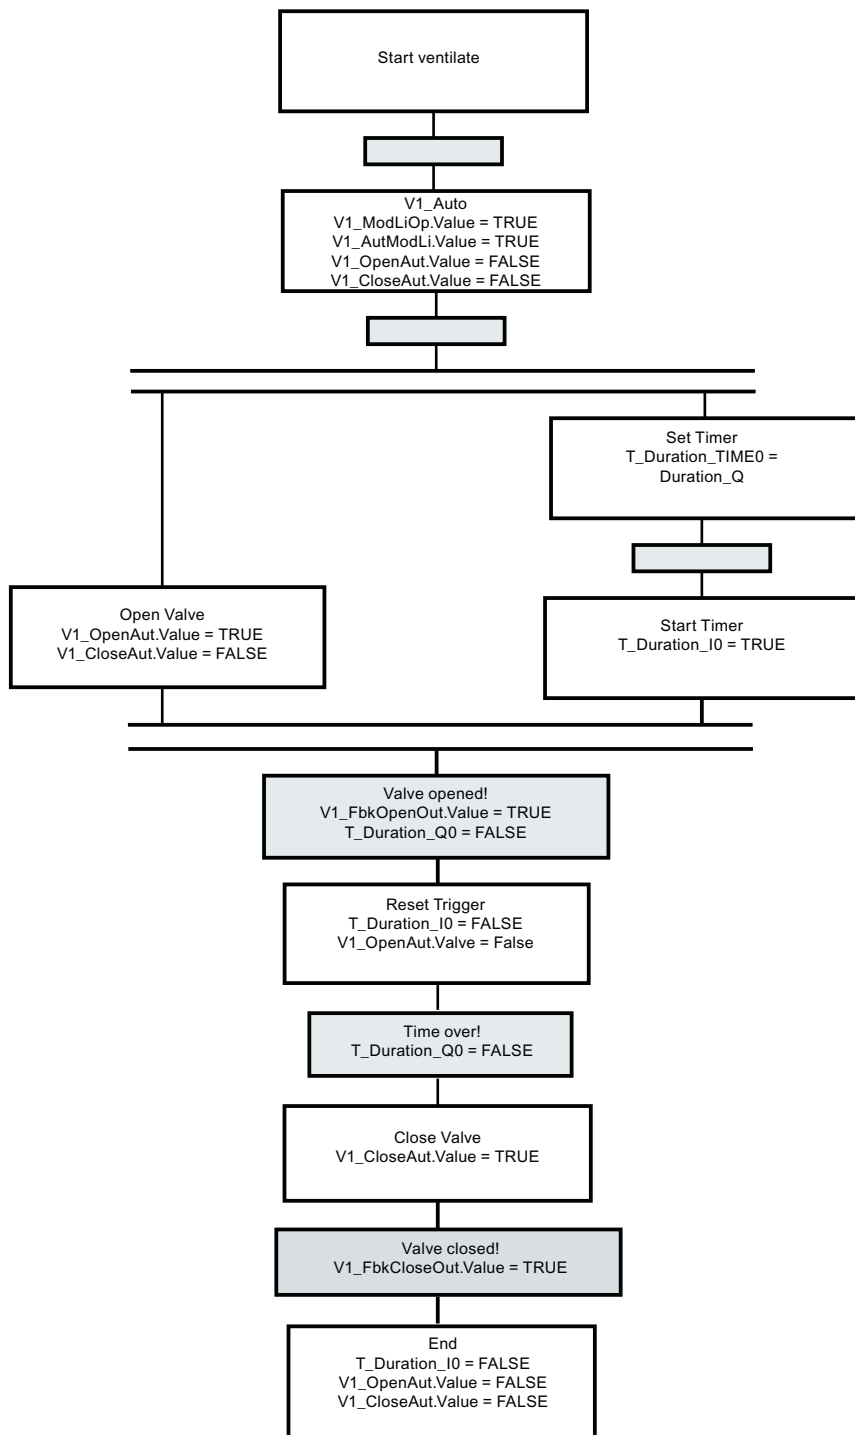 Start ventilate
V1_Auto
V1_ModLiOp.Value = TRUE
V1_AutModLi.Value = TRUE
V1_OpenAut.Value = FALSE
V1_CloseAut.Value = FALSE
Set Timer
T_Duration_TIME0 =
Duration_Q
Open Valve
V1_OpenAut.Value = TRUE
V1_CloseAut.Value = FALSE
Start Timer
T_Duration_I0 = TRUE
Valve opened!
V1_FbkOpenOut.Value = TRUE
T_Duration_Q0 = FALSE
Reset Trigger
T_Duration_I0 = FALSE
V1_OpenAut.Valve = False
Time over!
T_Duration_Q0 = FALSE
Close Valve
V1_CloseAut.Value = TRUE
Valve closed!
V1_FbkCloseOut.Value = TRUE
End
T_Duration_I0 = FALSE
V1_OpenAut.Value = FALSE
V1_CloseAut.Value = FALSE